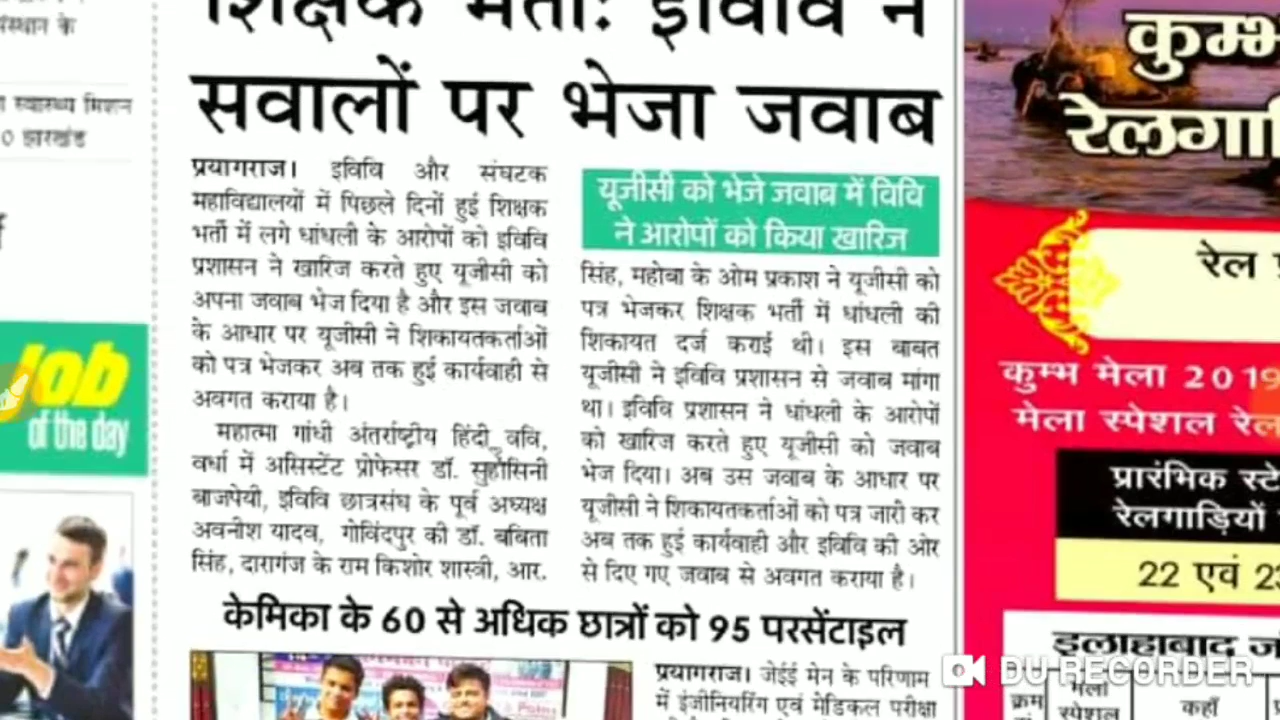 संस्थान के
स्वास्थ्य मिशन
झारखंड
Job
of the day
शिक्षक भर्ती: इविवि ने
सवालों पर भेजा जवाब
प्रयागराज। इविवि और संघटक
महाविद्यालयों में पिछले दिनों हुई शिक्षक
भर्ती में लगे धांधली के आरोपों को इविवि
प्रशासन ने खारिज करते हुए यूजीसी को
अपना जवाब भेज दिया है और इस जवाब
के आधार पर यूजीसी ने शिकायतकर्ताओं
को पत्र भेजकर अब तक हुई कार्यवाही से
अवगत कराया है।
महात्मा गांधी अंतर्राष्ट्रीय हिंदी ववि,
वर्धा में असिस्टेंट प्रोफेसर डॉ. सुहासिनी
बाजपेयी, इविवि छात्रसंघ के पूर्व अध्यक्ष
अवनीश यादव, गोविंदपुर की डॉ. बबिता
सिंह, दारागंज के राम किशोर शास्त्री, आर.
यूजीसी को भेजे जवाब में विवि
ने आरोपों को किया खारिज
सिंह, महोबा के ओम प्रकाश ने यूजीसी को
पत्र भेजकर शिक्षक भर्ती में धांधली की
शिकायत दर्ज कराई थी। इस बाबत
यूजीसी ने इविवि प्रशासन से जवाब मांगा
था। इविवि प्रशासन ने धांधली के आरोपों
को खारिज करते हुए यूजीसी को जवाब
भेज दिया। अब उस जवाब के आधार पर
यूजीसी ने शिकायतकर्ताओं को पत्र जारी कर
अब तक हुई कार्यवाही और इविवि की ओर
से दिए गए जवाब से अवगत कराया है।
केमिका के 60 से अधिक छात्रों को 95 परसेंटाइल
प्रयागराज। जेईई मेन के परिणाम
में इंजीनियरिंग एवं मेडिकल परीक्षा
कुम्भ
रेलगा
रेल
कुम्भ मेला 2019
मेला स्पेशल रेल
प्रारंभिक स्टे
रेलगाड़ियों
22 एवं 23
इलाहाबाद ज
क्रम
मेला
स्पेशल
कहाँ
DU RECORDER